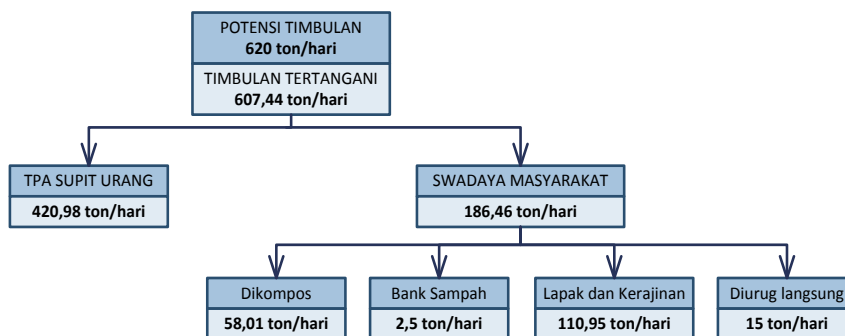 POTENSI TIMBULAN
620 ton/hari
TIMBULAN TERTANGANI
607,44 ton/hari
TPA SUPIT URANG
420,98 ton/hari
SWADAYA MASYARAKAT
186,46 ton/hari
Dikompos
58,01 ton/hari
Bank Sampah
2,5 ton/hari
Lapak dan Kerajinan
110,95 ton/hari
Diurug langsung
15 ton/hari